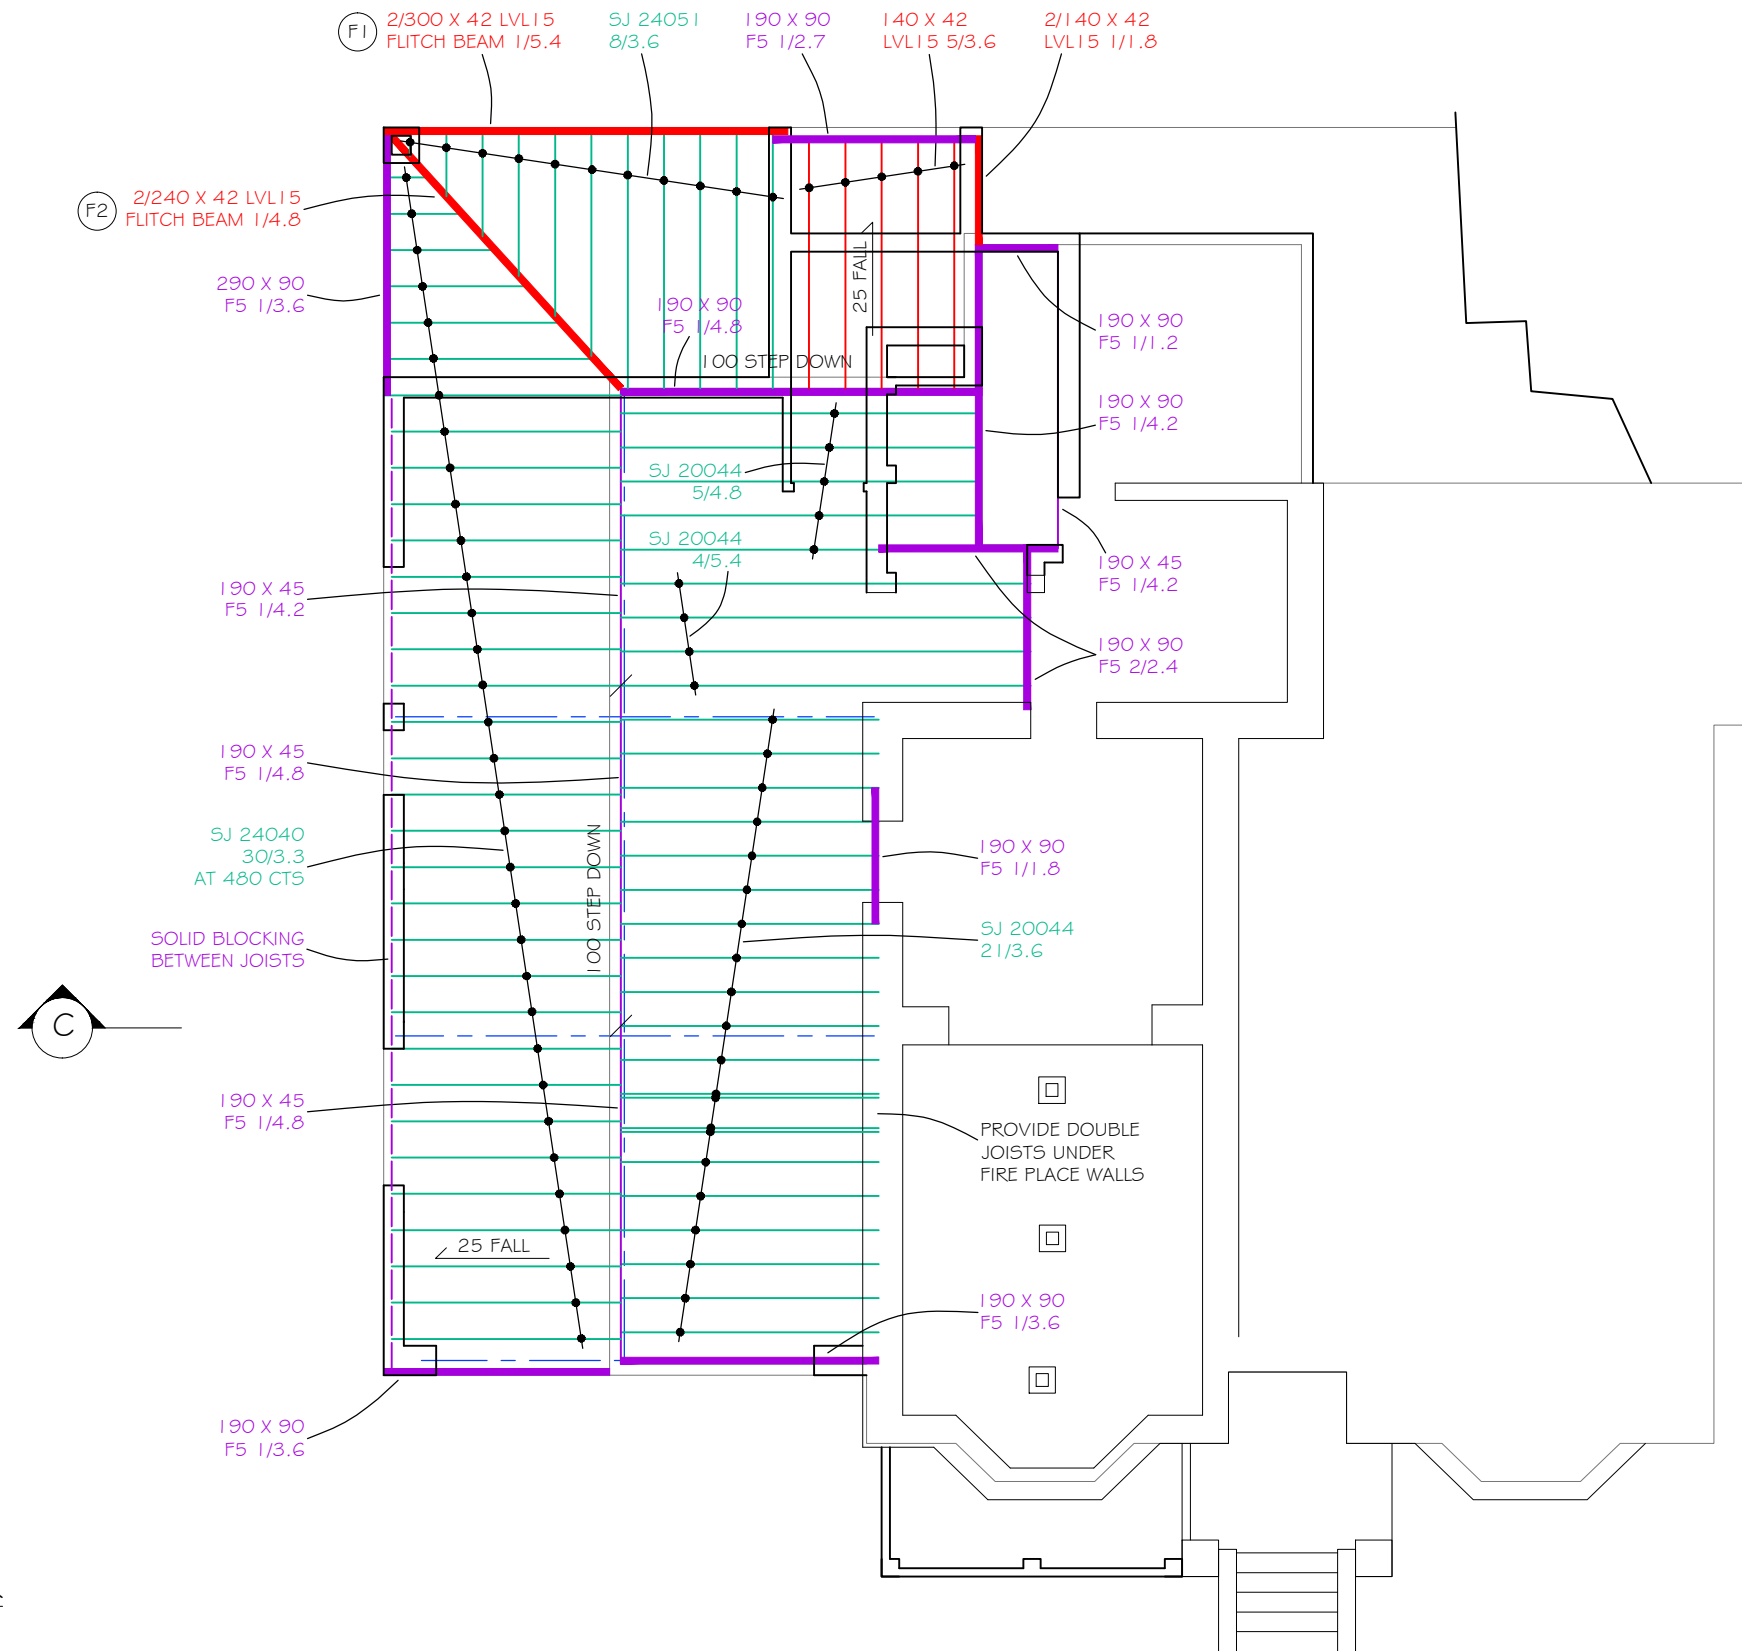 F1
2/300 X 42 LVL15
FLITCH BEAM 1/5.4
SJ 24051
8/3.6
190 X 90
F5 1/2.7
140 X 42
LVL15 5/3.6
2/140 X 42
LVL15 1/1.8
F2
2/240 X 42 LVL15
FLITCH BEAM 1/4.8
290 X 90
F5 1/3.6
190 X 90
F5 1/4.8
25 FALL
100 STEP DOWN
190 X 90
F5 1/1.2
190 X 90
F5 1/4.2
SJ 20044
5/4.8
SJ 20044
4/5.4
190 X 45
F5 1/4.2
190 X 45
F5 1/4.2
190 X 90
F5 2/2.4
190 X 45
F5 1/4.8
SJ 24040
30/3.3
AT 480 CTS
100 STEP DOWN
190 X 90
F5 1/1.8
SOLID BLOCKING
BETWEEN JOISTS
SJ 20044
21/3.6
C
190 X 45
F5 1/4.8
PROVIDE DOUBLE
JOISTS UNDER
FIRE PLACE WALLS
25 FALL
190 X 90
F5 1/3.6
190 X 90
F5 1/3.6